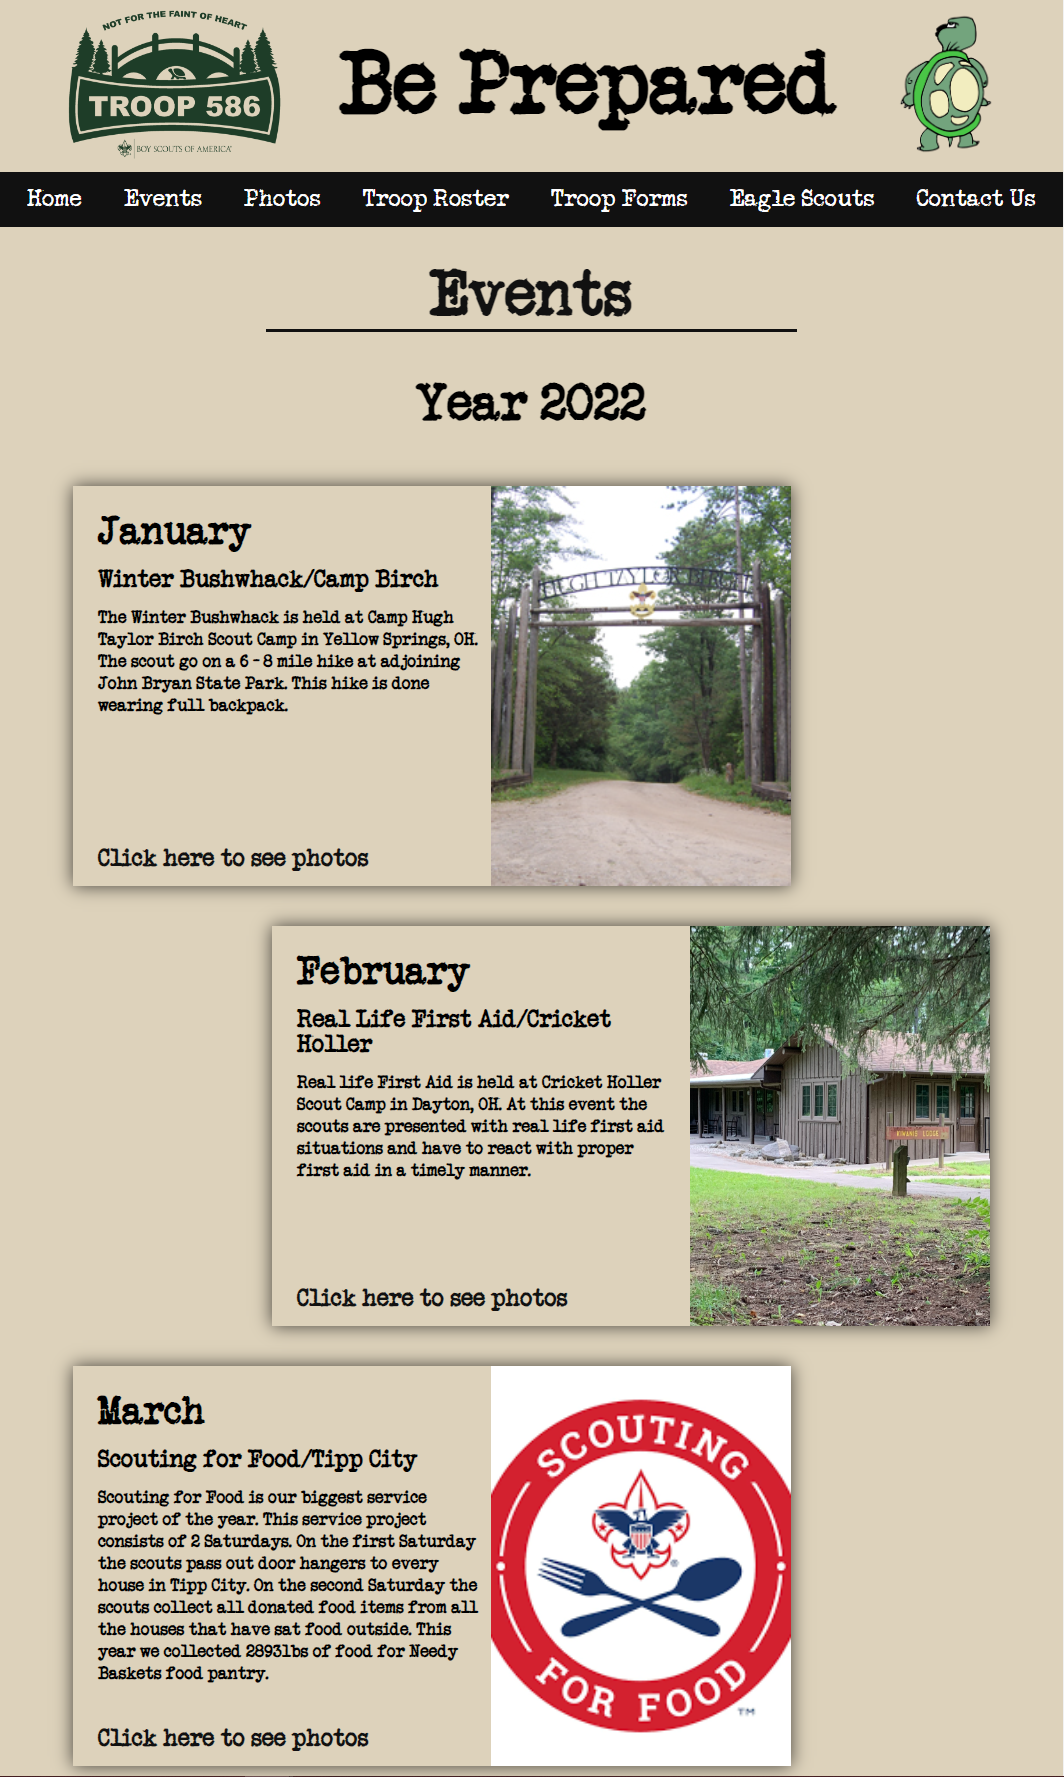 NOT FOR THE FAINT OF HEART
TROOP 586
BOY SCOUTS OF AMERICA
Be Prepared
Home Events Photos Troop Roster Troop Forms Eagle Scouts Contact Us
Events
Year 2022
January
Winter Bushwhack/Camp Birch
The Winter Bushwhack is held at Camp Hugh
Taylor Birch Scout Camp in Yellow Springs, OH.
The scout go on a 6 - 8 mile hike at adjoining
John Bryan State Park. This hike is done
wearing full backpack.
Click here to see photos
HUGH TAYLOR BIRCH
February
Real Life First Aid/Cricket
Holler
Real life First Aid is held at Cricket Holler
Scout Camp in Dayton, OH. At this event the
scouts are presented with real life first aid
situations and have to react with proper
first aid in a timely manner.
Click here to see photos
KIWANIS LODGE
March
Scouting for Food/Tipp City
Scouting for Food is our biggest service
project of the year. This service project
consists of 2 Saturdays. On the first Saturday
the scouts pass out door hangers to every
house in Tipp City. On the second Saturday the
scouts collect all donated food items from all
the houses that have sat food outside. This
year we collected 2893lbs of food for Needy
Baskets food pantry.
Click here to see photos
SCOUTING
®
FOR FOOD
TM